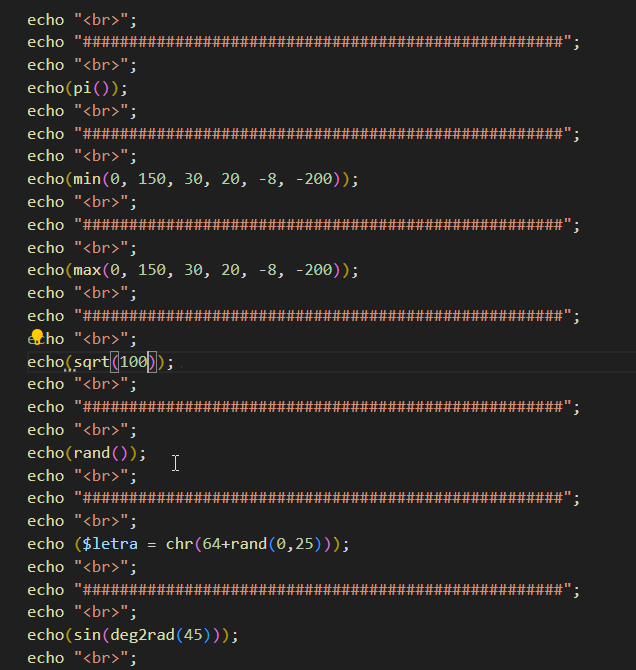 echo "<br>";
echo "####################################################";
echo "<br>";
echo(pi());
echo "<br>";
echo "####################################################";
echo "<br>";
echo(min(0, 150, 30, 20, -8, -200));
echo "<br>";
echo "####################################################";
echo "<br>";
echo(max(0, 150, 30, 20, -8, -200));
echo "<br>";
echo "####################################################";
echo "<br>";
echo(sqrt(100));
echo "<br>";
echo "####################################################";
echo "<br>";
echo(rand());
echo "<br>";
echo "####################################################";
echo "<br>";
echo ($letra = chr(64+rand(0,25)));
echo "<br>";
echo "####################################################";
echo "<br>";
echo(sin(deg2rad(45)));
echo "<br>";